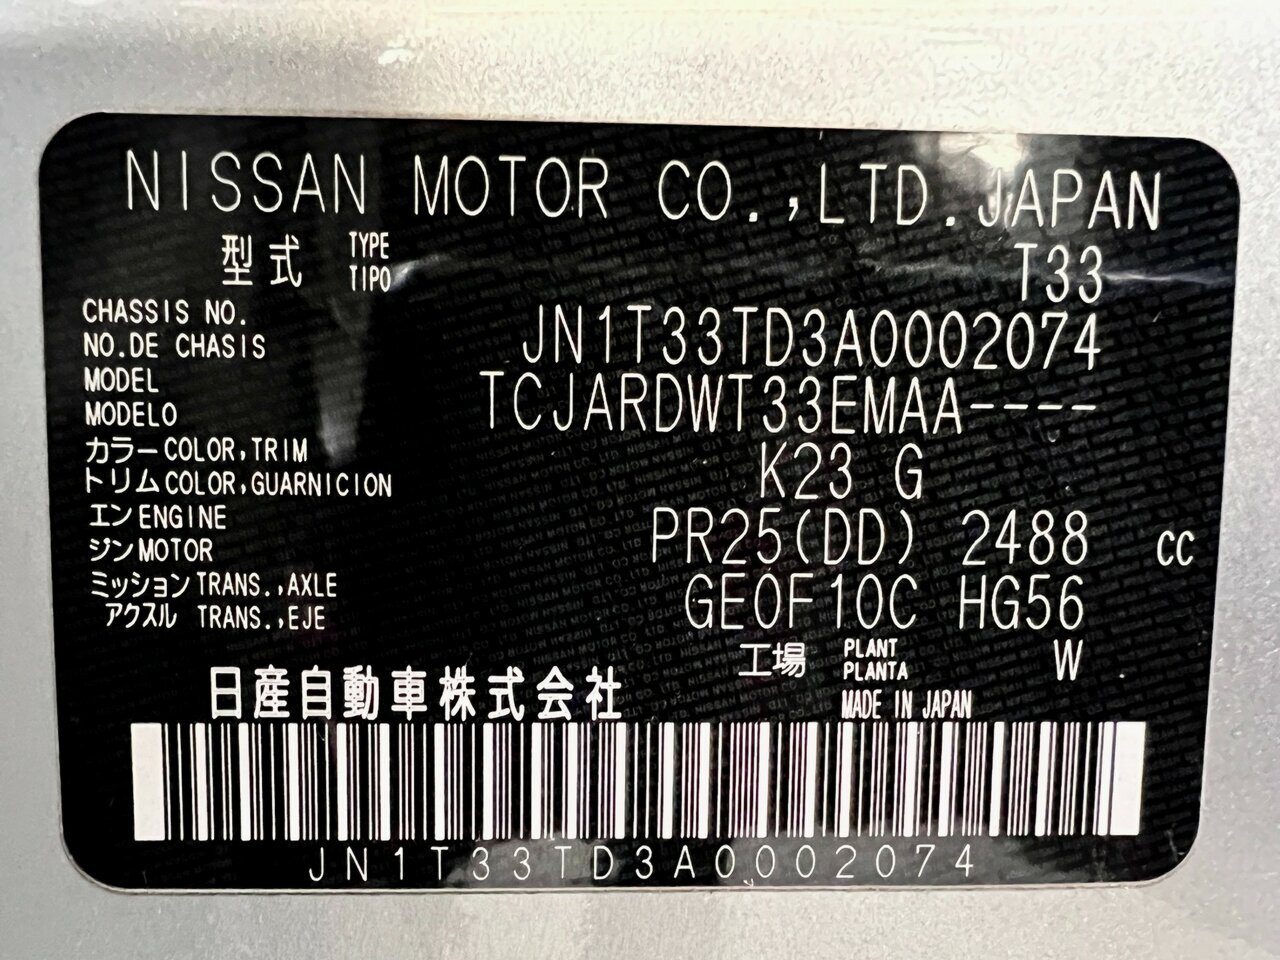 NISSAN MOTOR CO.,LTD.JAPAN
型式 TYPE TIPO T33
CHASSIS NO.
NO.DE CHASIS JN1T33TD3A0002074
MODEL
MODELO TCJARDWT33EMAA----
カラー COLOR,TRIM
トリム COLOR,GUARNICION K23 G
エン ENGINE
ジン MOTOR PR25(DD) 2488 CC
ミッション TRANS.,AXLE
アクスル TRANS.,EJE GE0F10C HG56
工場 PLANT PLANTA W
日産自動車株式会社 MADE IN JAPAN
JN1T33TD3A0002074